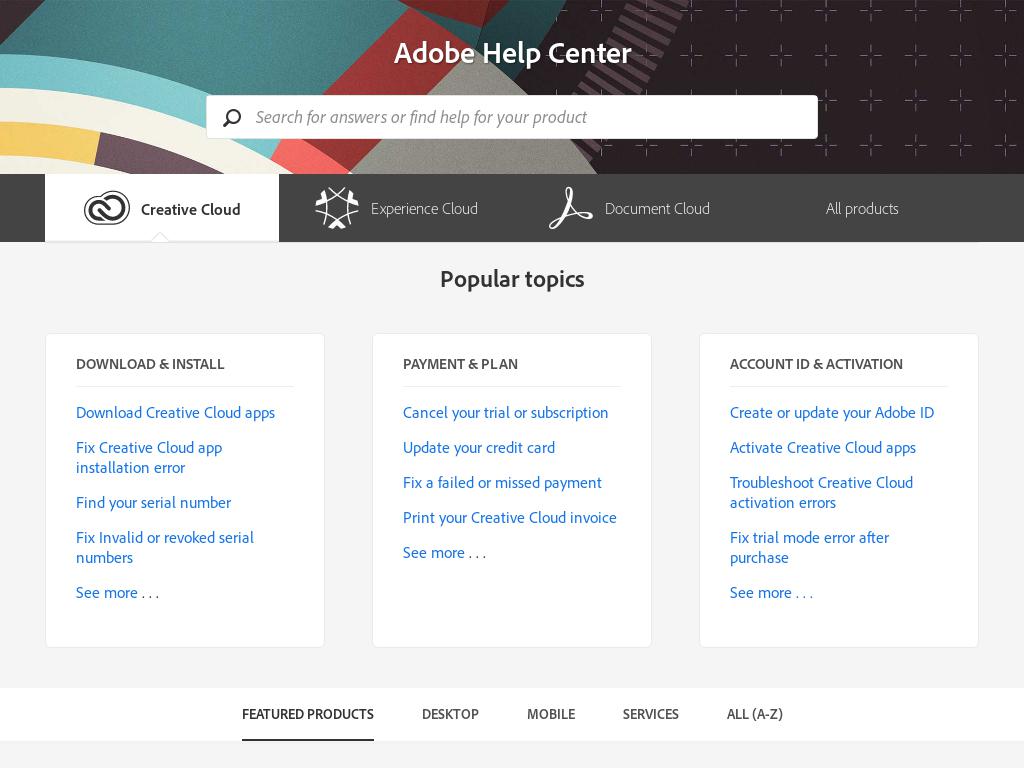 Adobe Help Center
Search for answers or find help for your product
Creative Cloud
Experience Cloud
Document Cloud
All products
Popular topics
DOWNLOAD & INSTALL
Download Creative Cloud apps
Fix Creative Cloud app
installation error
Find your serial number
Fix Invalid or revoked serial
numbers
See more . . .
PAYMENT & PLAN
Cancel your trial or subscription
Update your credit card
Fix a failed or missed payment
Print your Creative Cloud invoice
See more . . .
ACCOUNT ID & ACTIVATION
Create or update your Adobe ID
Activate Creative Cloud apps
Troubleshoot Creative Cloud
activation errors
Fix trial mode error after
purchase
See more . . .
FEATURED PRODUCTS
DESKTOP
MOBILE
SERVICES
ALL (A-Z)